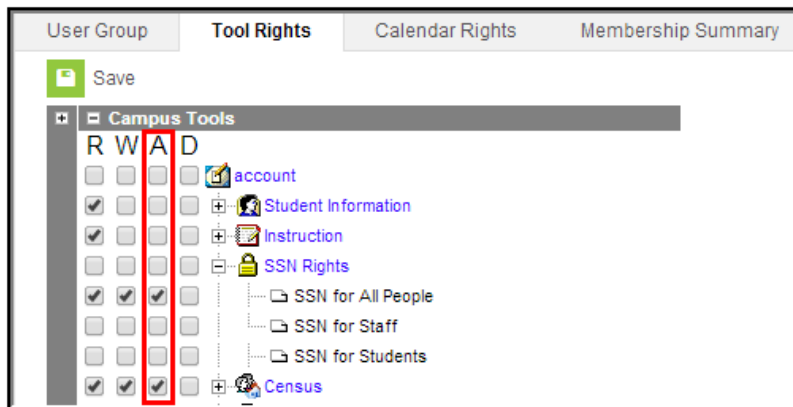 User Group Tool Rights Calendar Rights Membership Summary
Save
Campus Tools
R W A D
account
Student Information
Instruction
SSN Rights
SSN for All People
SSN for Staff
SSN for Students
Census